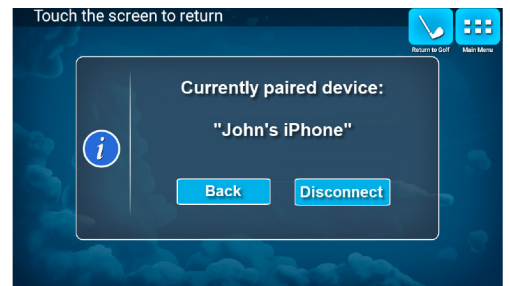 Touch the screen to return
Return to Golf
Main Menu
Currently paired device:
"John's iPhone"
i
Back
Disconnect